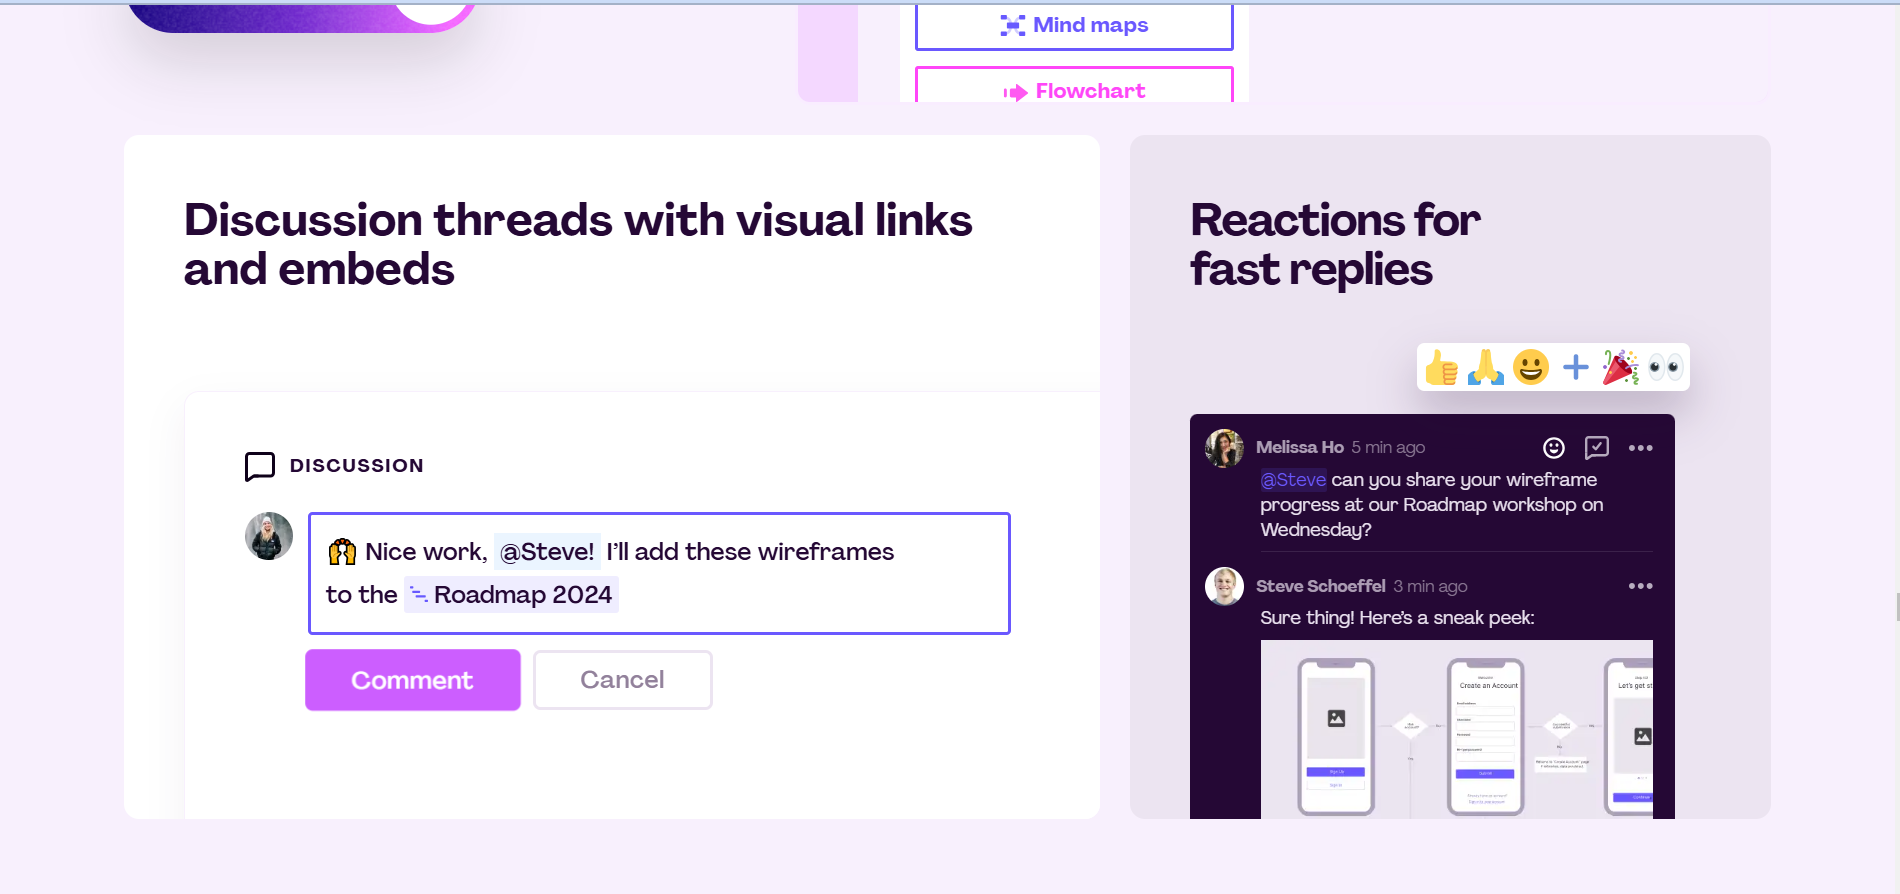 Mind maps
Flowchart
Discussion threads with visual links
and embeds
DISCUSSION
Nice work, @Steve! I’ll add these wireframes
to the Roadmap 2024
Comment
Cancel
Reactions for
fast replies
Melissa Ho 5 min ago
@Steve can you share your wireframe
progress at our Roadmap workshop on
Wednesday?
Steve Schoeffel 3 min ago
Sure thing! Here’s a sneak peek:
Create an Account
Let’s get st
Sign Up